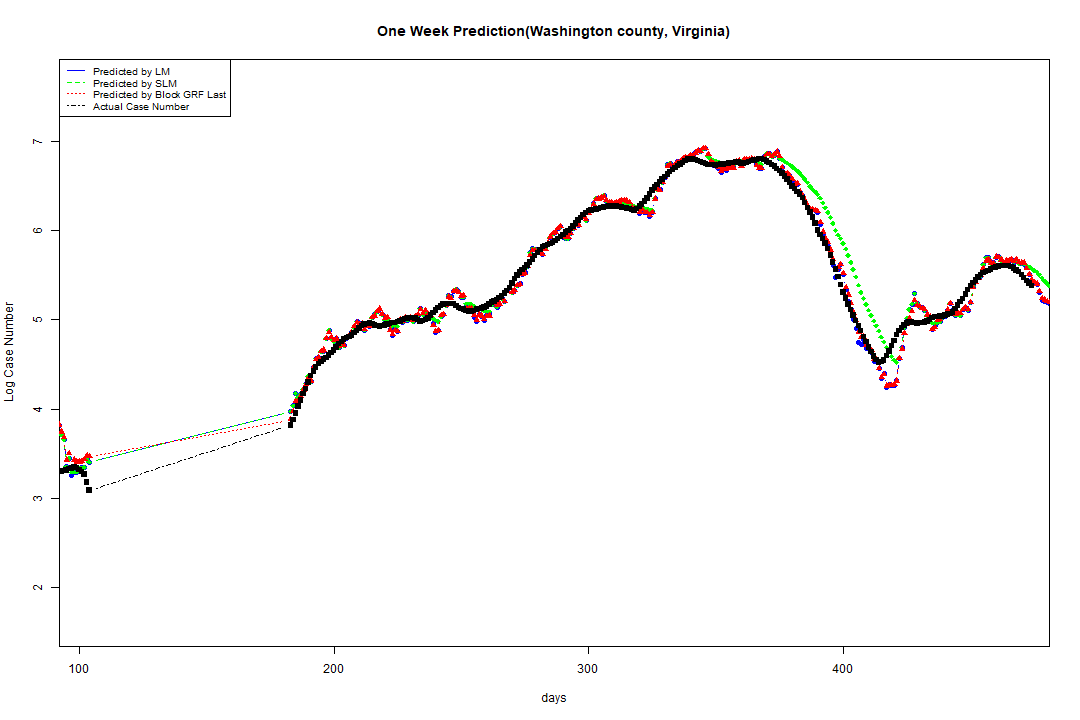 One Week Prediction(Washington county, Virginia)
Predicted by LM
Predicted by SLM
Predicted by Block GRF Last
Actual Case Number
7
6
5
4
3
2
Log Case Number
100 200 300 400
days